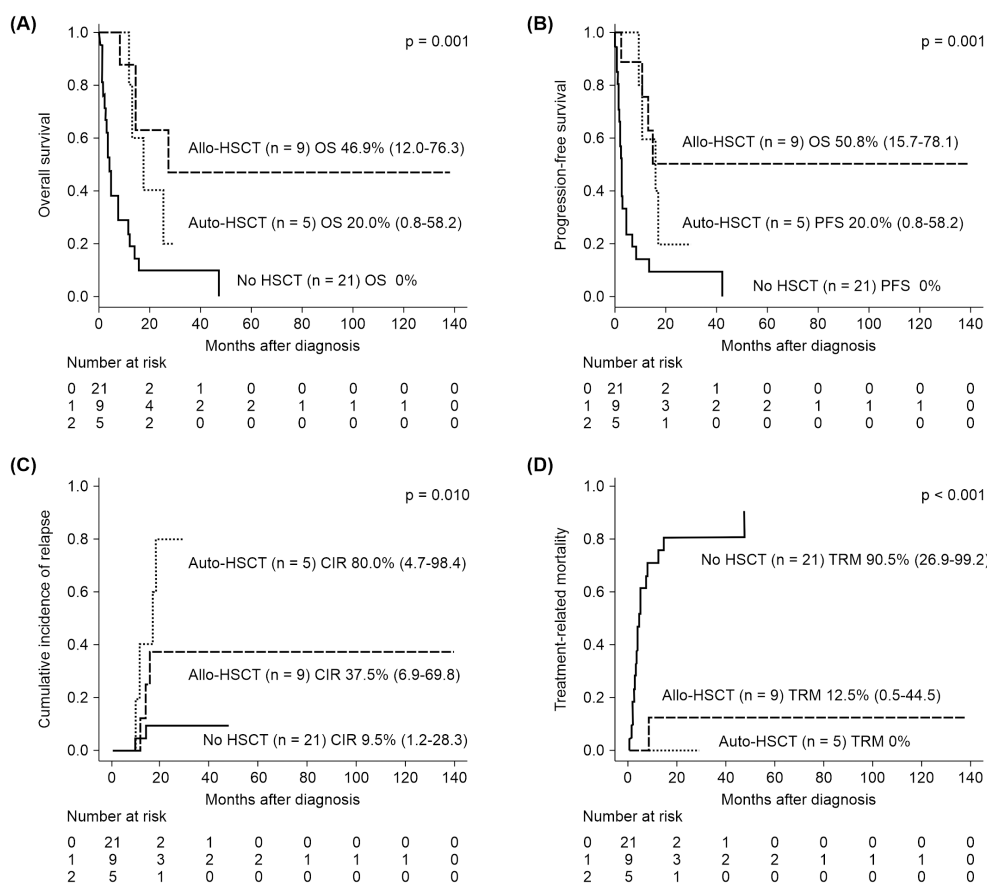 (A)
p = 0.001
Overall survival
1.0
0.8
0.6
0.4
0.2
0.0
Allo-HSCT (n = 9) OS 46.9% (12.0-76.3)
Auto-HSCT (n = 5) OS 20.0% (0.8-58.2)
No HSCT (n = 21) OS 0%
0 20 40 60 80 100 120 140
Months after diagnosis
Number at risk
0 21 2 1 0 0 0 0 0
1 9 4 2 2 1 1 1 0
2 5 2 0 0 0 0 0 0
(B)
p = 0.001
Progression-free survival
1.0
0.8
0.6
0.4
0.2
0.0
Allo-HSCT (n = 9) OS 50.8% (15.7-78.1)
Auto-HSCT (n = 5) PFS 20.0% (0.8-58.2)
No HSCT (n = 21) PFS 0%
0 20 40 60 80 100 120 140
Months after diagnosis
Number at risk
0 21 2 1 0 0 0 0 0
1 9 3 2 2 1 1 1 0
2 5 1 0 0 0 0 0 0
(C)
p = 0.010
Cumulative incidence of relapse
1.0
0.8
0.6
0.4
0.2
0.0
Auto-HSCT (n = 5) CIR 80.0% (4.7-98.4)
Allo-HSCT (n = 9) CIR 37.5% (6.9-69.8)
No HSCT (n = 21) CIR 9.5% (1.2-28.3)
0 20 40 60 80 100 120 140
Months after diagnosis
Number at risk
0 21 2 1 0 0 0 0 0
1 9 3 2 2 1 1 1 0
2 5 1 0 0 0 0 0 0
(D)
p < 0.001
Treatment-related mortality
1.0
0.8
0.6
0.4
0.2
0.0
No HSCT (n = 21) TRM 90.5% (26.9-99.2)
Allo-HSCT (n = 9) TRM 12.5% (0.5-44.5)
Auto-HSCT (n = 5) TRM 0%
0 20 40 60 80 100 120 140
Months after diagnosis
Number at risk
0 21 2 1 0 0 0 0 0
1 9 3 2 2 1 1 1 0
2 5 1 0 0 0 0 0 0